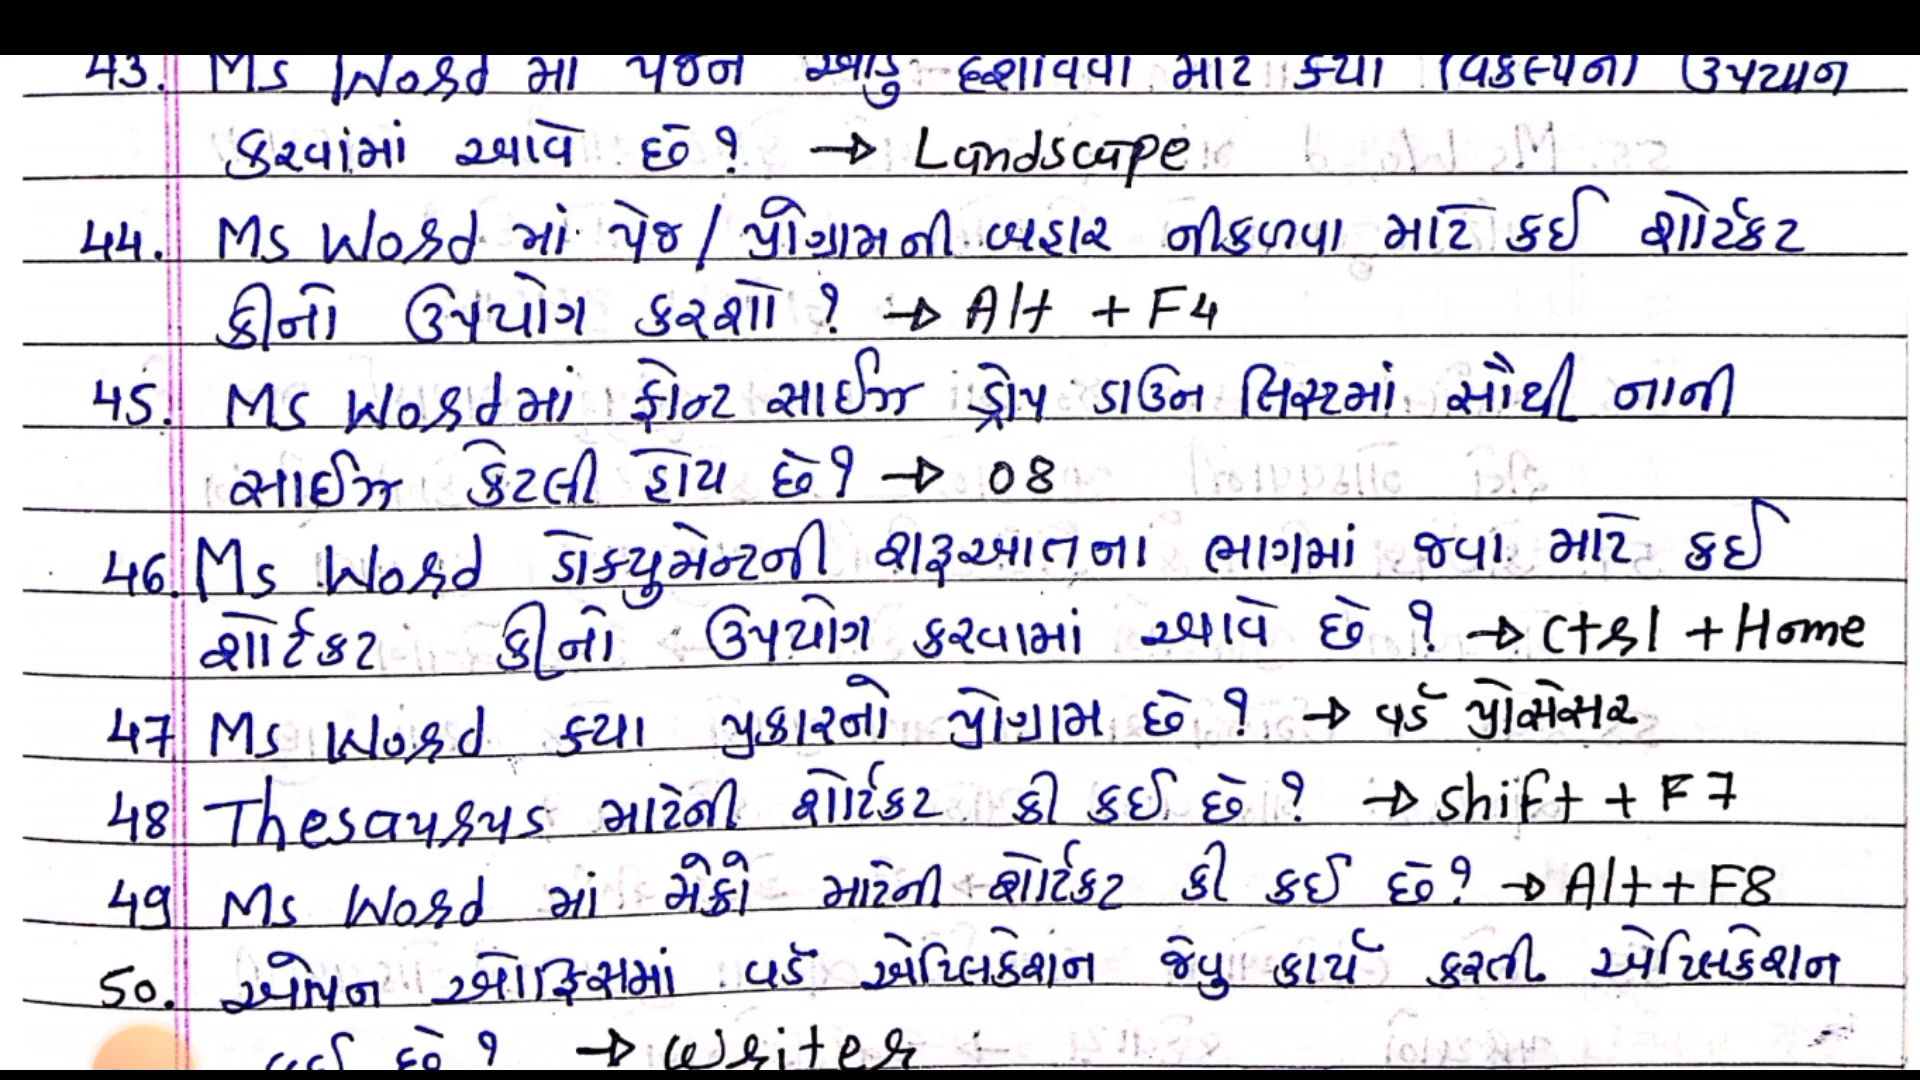 43. Ms Word માં પેજને આડુ દર્શાવવા માટે ક્યા વિકલ્પનો ઉપયોગ
કરવાંમાં આવે છે ? → Landscape
44. Ms Word માં પેજ / પ્રોગ્રામની બહાર નીકળવા માટે કઈ શોર્ટકટ
કીનો ઉપયોગ કરશો ? → Alt + F4
45. Ms Word માં ફોન્ટ સાઈઝ ડ્રોપ ડાઉન લિસ્ટમાં સૌથી નાની
સાઈઝ કેટલી હોય છે ? → 08
46. Ms Word ડોક્યુમેન્ટની શરૂઆતના ભાગમાં જવા માટે કઈ
શોર્ટકટ કીનો ઉપયોગ કરવામાં આવે છે ? → Ctrl + Home
47 Ms Word ક્યા પ્રકારનો પ્રોગ્રામ છે ? → વર્ડ પ્રોસેસર
48 Thesaurus માટેની શોર્ટકટ કી કઈ છે ? → Shift + F7
49 Ms Word માં મેક્રો માટેની શોર્ટકટ કી કઈ છે ? → Alt + F8
50. ઓપન ઓફિસમાં વર્ડ એપ્લિકેશન જેવુ કાર્ય કરતી એપ્લિકેશન
કઈ છે ? → Writer